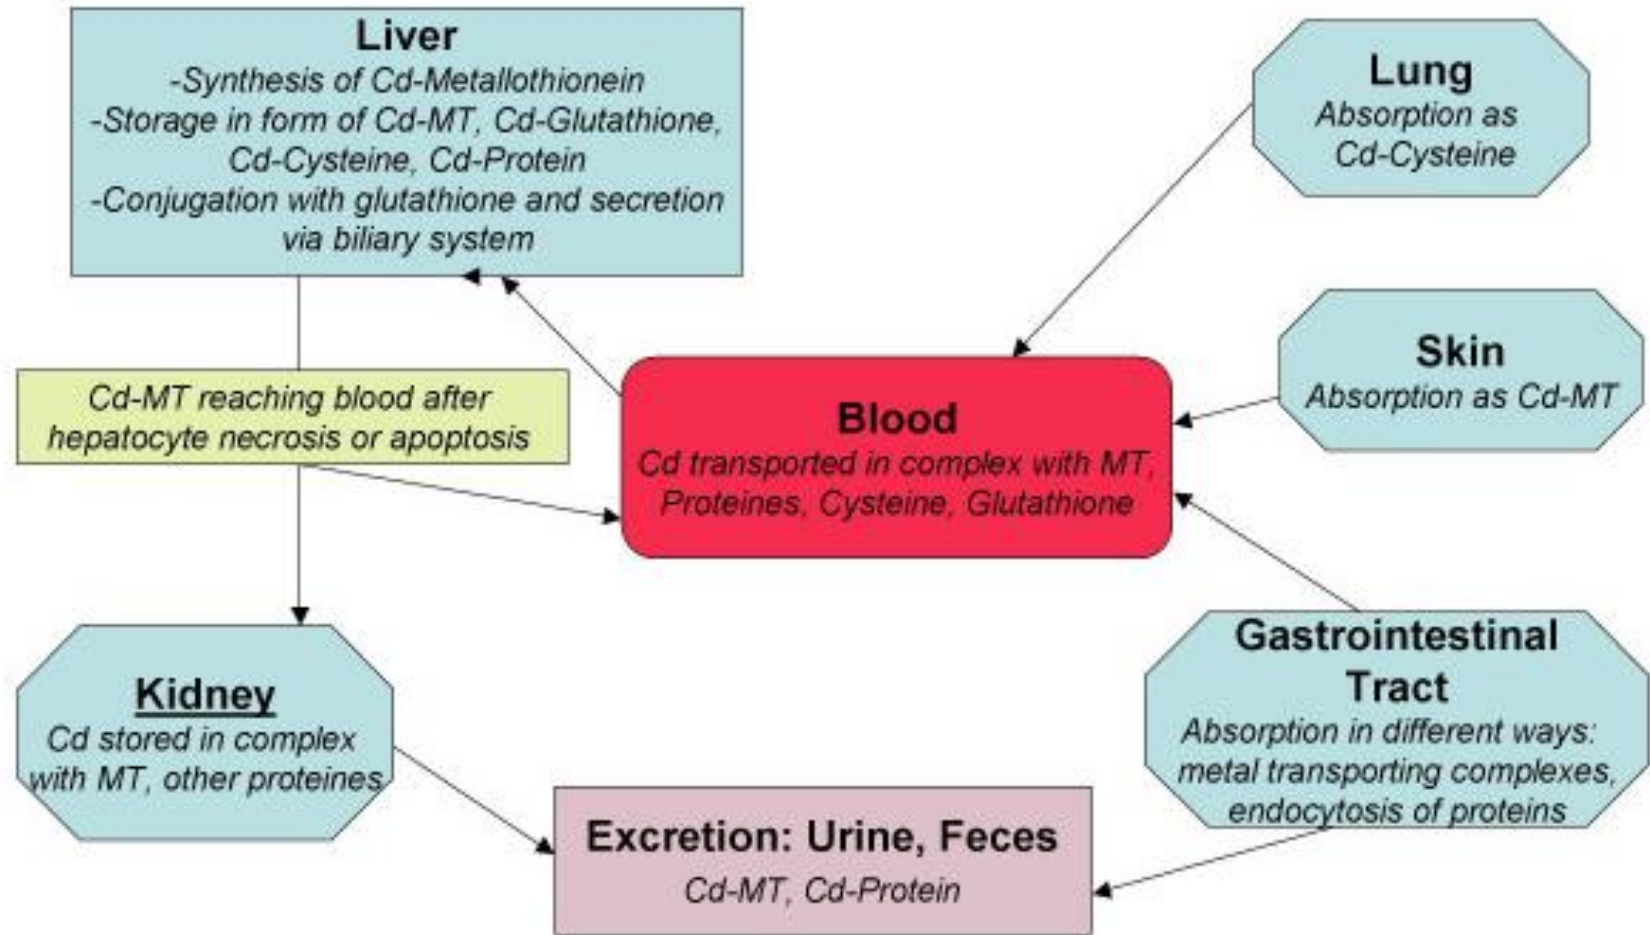 Liver
-Synthesis of Cd-Metallothionein
-Storage in form of Cd-MT, Cd-Glutathione,
Cd-Cysteine, Cd-Protein
-Conjugation with glutathione and secretion
via biliary system
Lung
Absorption as
Cd-Cysteine
Skin
Absorption as Cd-MT
Cd-MT reaching blood after
hepatocyte necrosis or apoptosis
Blood
Cd transported in complex with MT,
Proteines, Cysteine, Glutathione
Kidney
Cd stored in complex
with MT, other proteines
Gastrointestinal
Tract
Absorption in different ways:
metal transporting complexes,
endocytosis of proteins
Excretion: Urine, Feces
Cd-MT, Cd-Protein